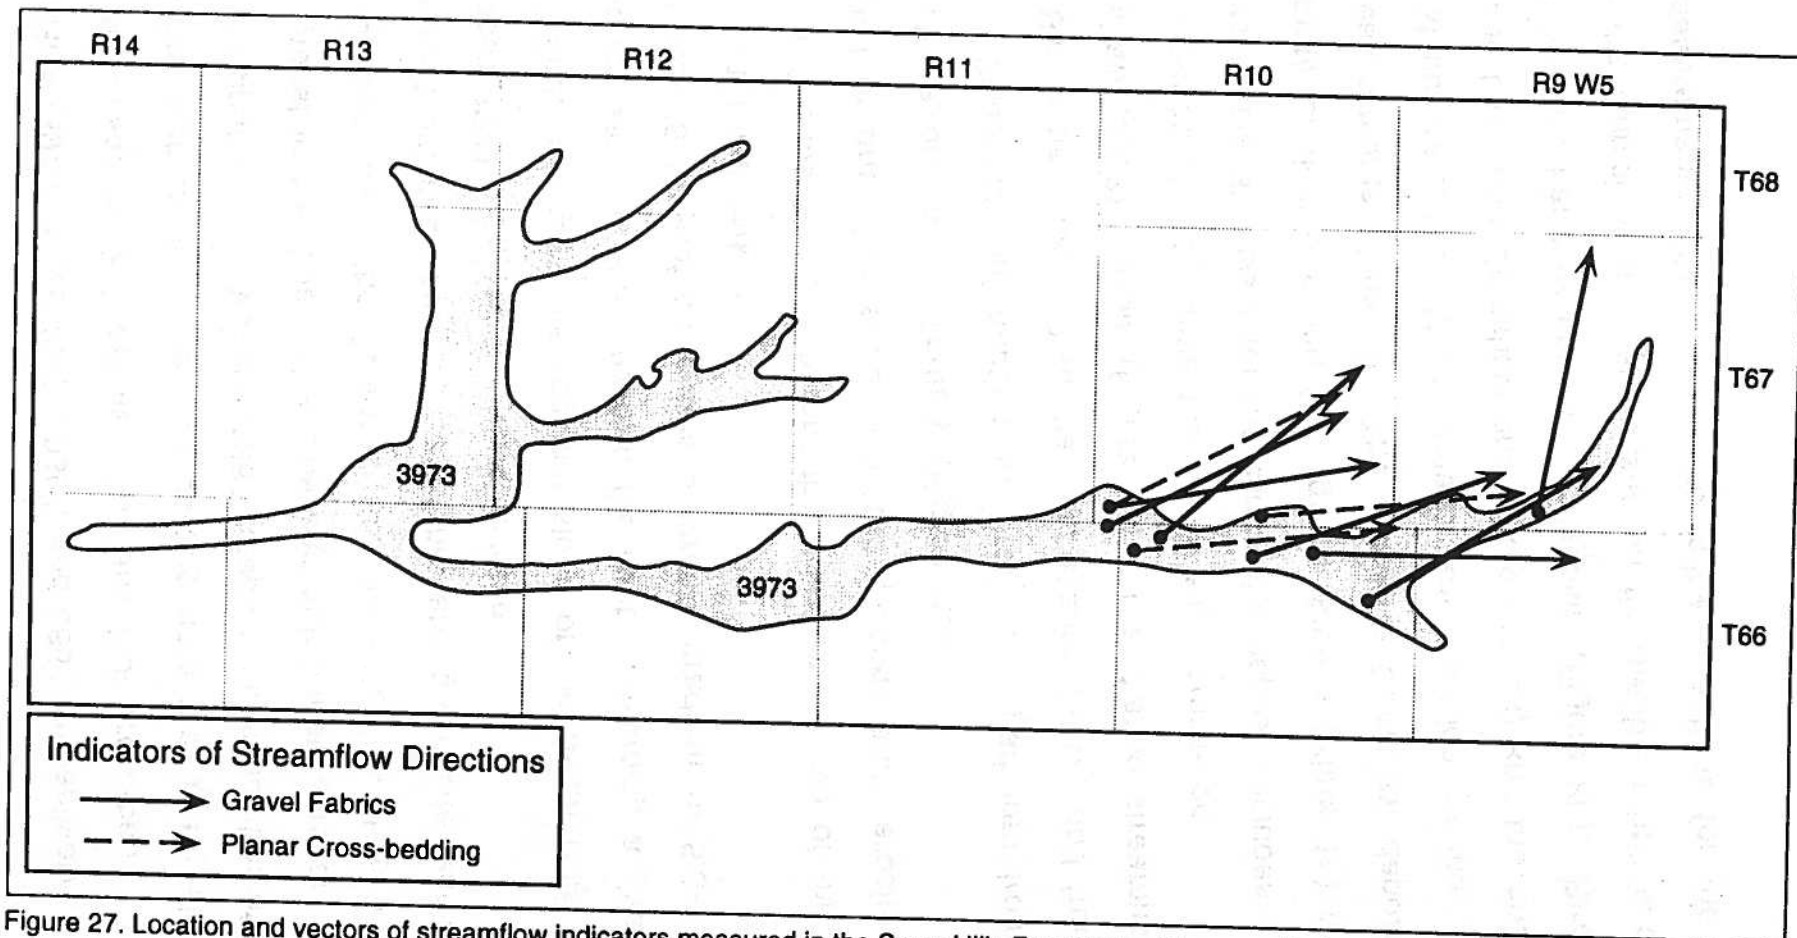 R14 R13 R12 R11 R10 R9 W5
T68
T67
3973
3973
T66
Indicators of Streamflow Directions
Gravel Fabrics
Planar Cross-bedding
Figure 27. Location and vectors of streamflow indicators measured in the